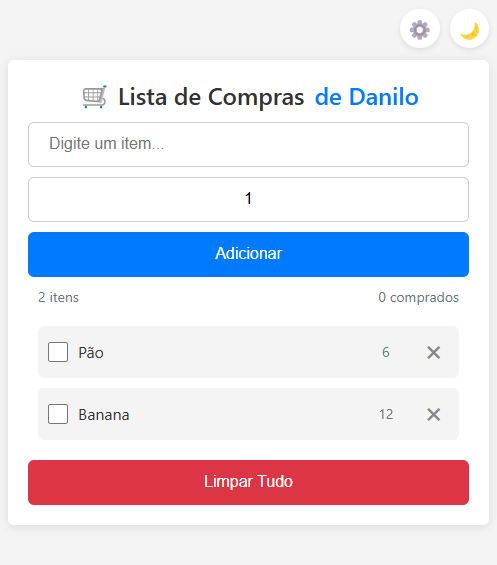 Lista de Compras de Danilo
Digite um item...
1
Adicionar
2 itens 0 comprados
Pão 6
Banana 12
Limpar Tudo